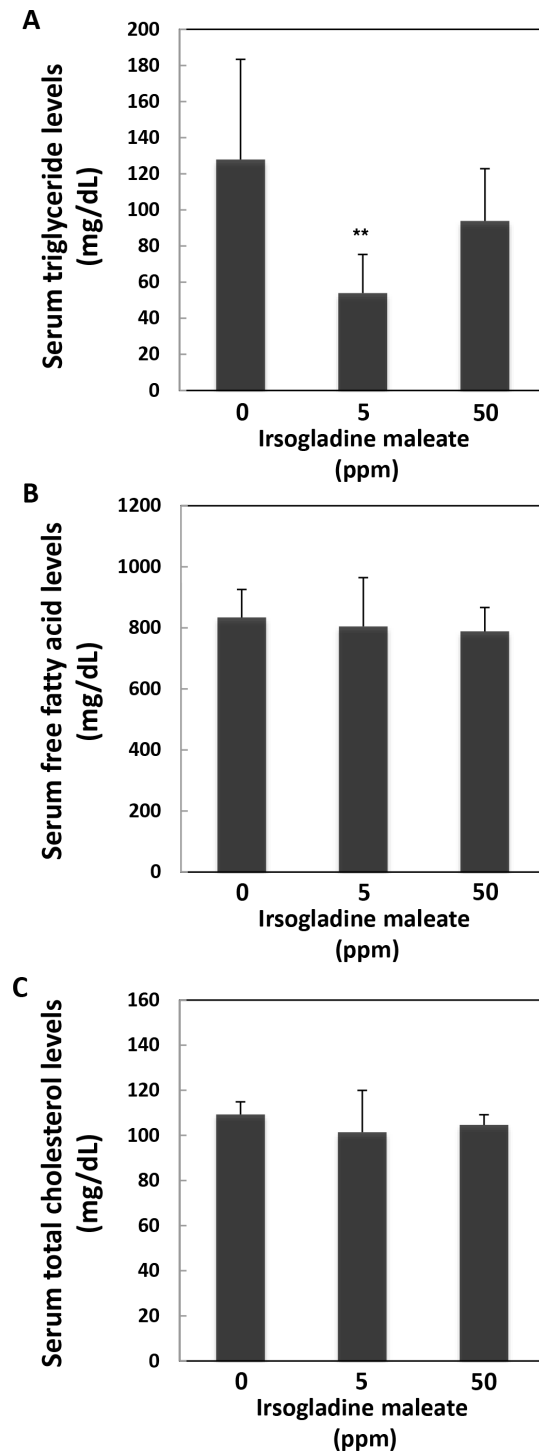 A
Serum triglyceride levels
(mg/dL)
200
180
160
140
120
100
80
60
40
20
0
**
0 5 50
Irsogladine maleate
(ppm)
B
Serum free fatty acid levels
(mg/dL)
1200
1000
800
600
400
200
0
0 5 50
Irsogladine maleate
(ppm)
C
Serum total cholesterol levels
(mg/dL)
160
140
120
100
80
60
40
20
0
0 5 50
Irsogladine maleate
(ppm)